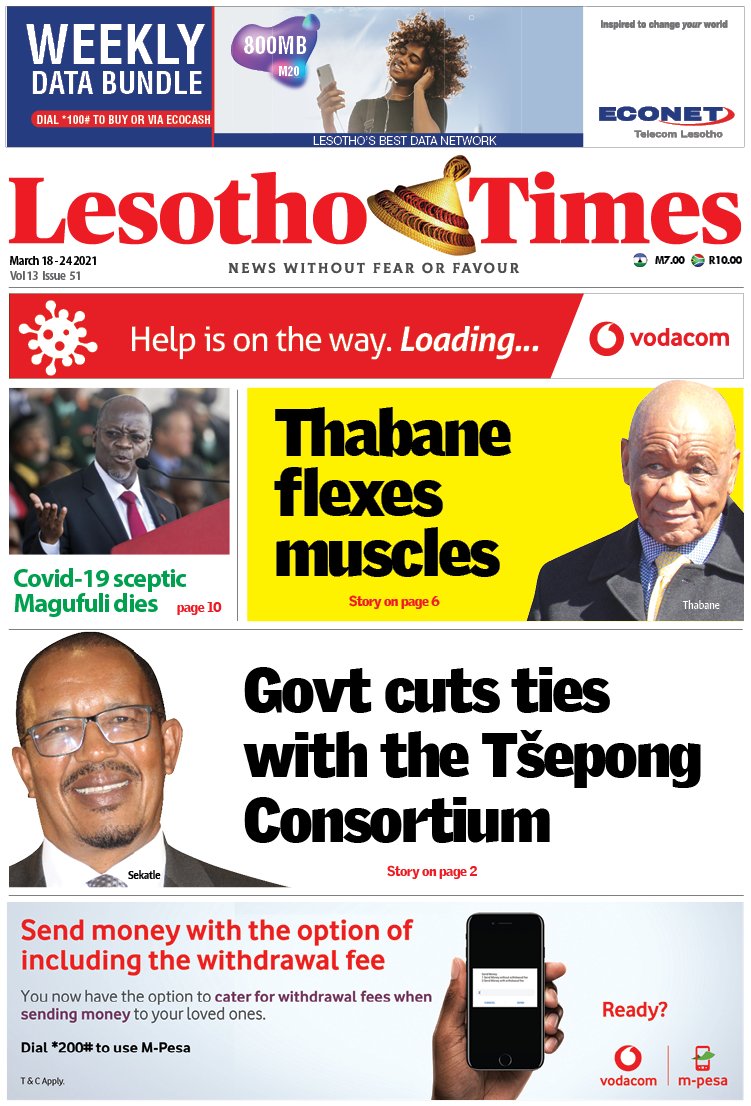 WEEKLY
DATA BUNDLE
DIAL *100# TO BUY OR VIA ECOCASH
800MB
M20
LESOTHO'S BEST DATA NETWORK
Inspired to change your world
ECONET
Telecom Lesotho
Lesotho Times
March 18 - 24 2021
Vol 13 Issue 51
NEWS WITHOUT FEAR OR FAVOUR
M7.00 R10.00
Help is on the way. Loading...
vodacom
Covid-19 sceptic
Magufuli dies page 10
Thabane
flexes
muscles
Story on page 6
Thabane
Govt cuts ties
with the Tšepong
Consortium
Story on page 2
Sekatle
Send money with the option of
including the withdrawal fee
You now have the option to cater for withdrawal fees when
sending money to your loved ones.
Dial *200# to use M-Pesa
T & C Apply.
Ready?
vodacom
m-pesa